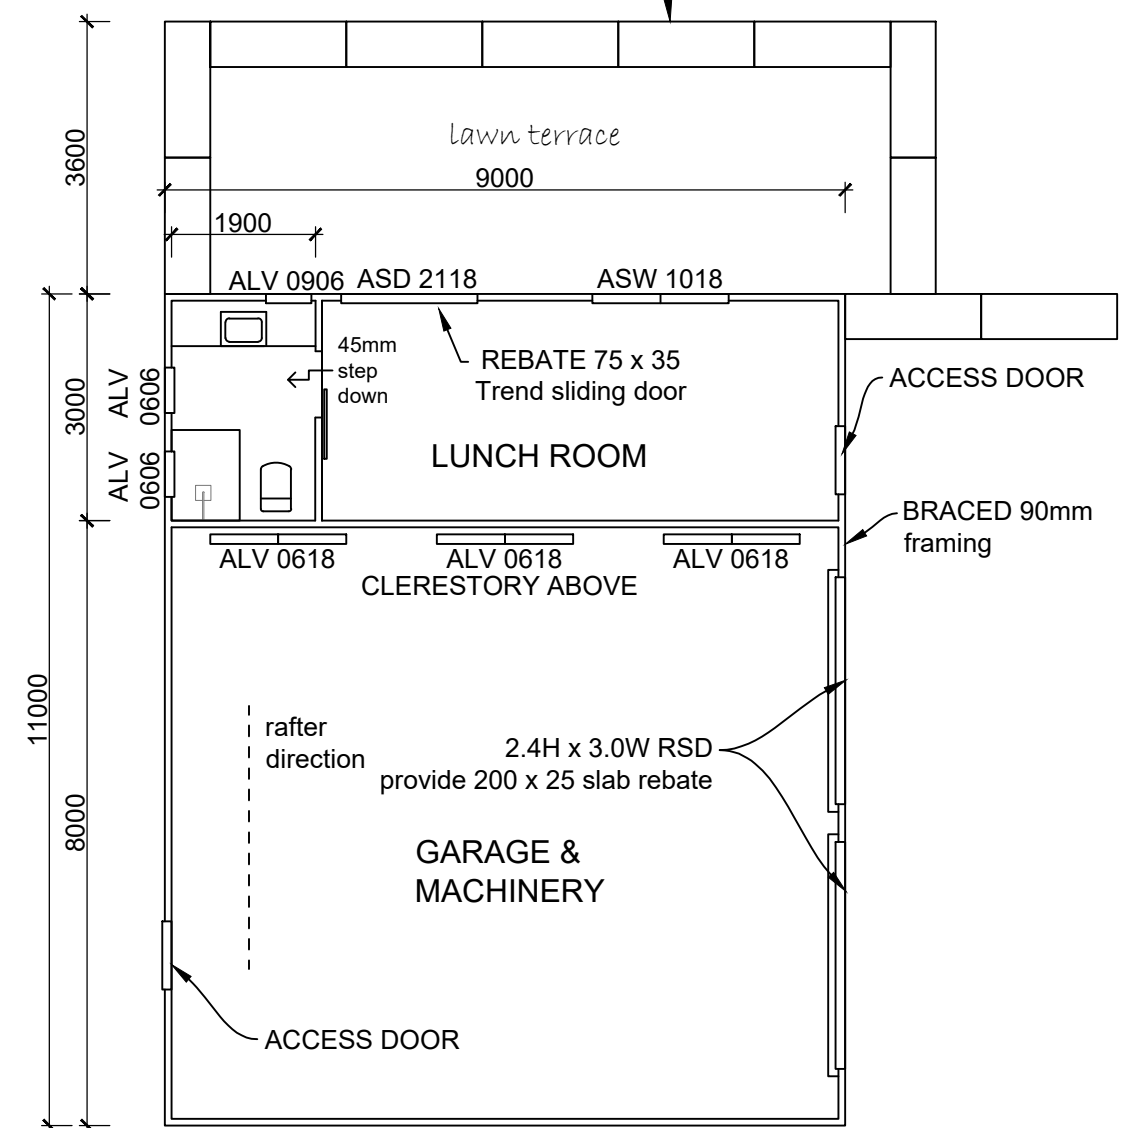 lawn terrace
3600
9000
1900
ALV 0906
ASD 2118
ASW 1018
45mm
step
down
REBATE 75 x 35
Trend sliding door
ACCESS DOOR
ALV
0606
3000
ALV
0606
LUNCH ROOM
BRACED 90mm
framing
ALV 0618
ALV 0618
ALV 0618
CLERESTORY ABOVE
11000
rafter
direction
2.4H x 3.0W RSD
provide 200 x 25 slab rebate
8000
GARAGE &
MACHINERY
ACCESS DOOR